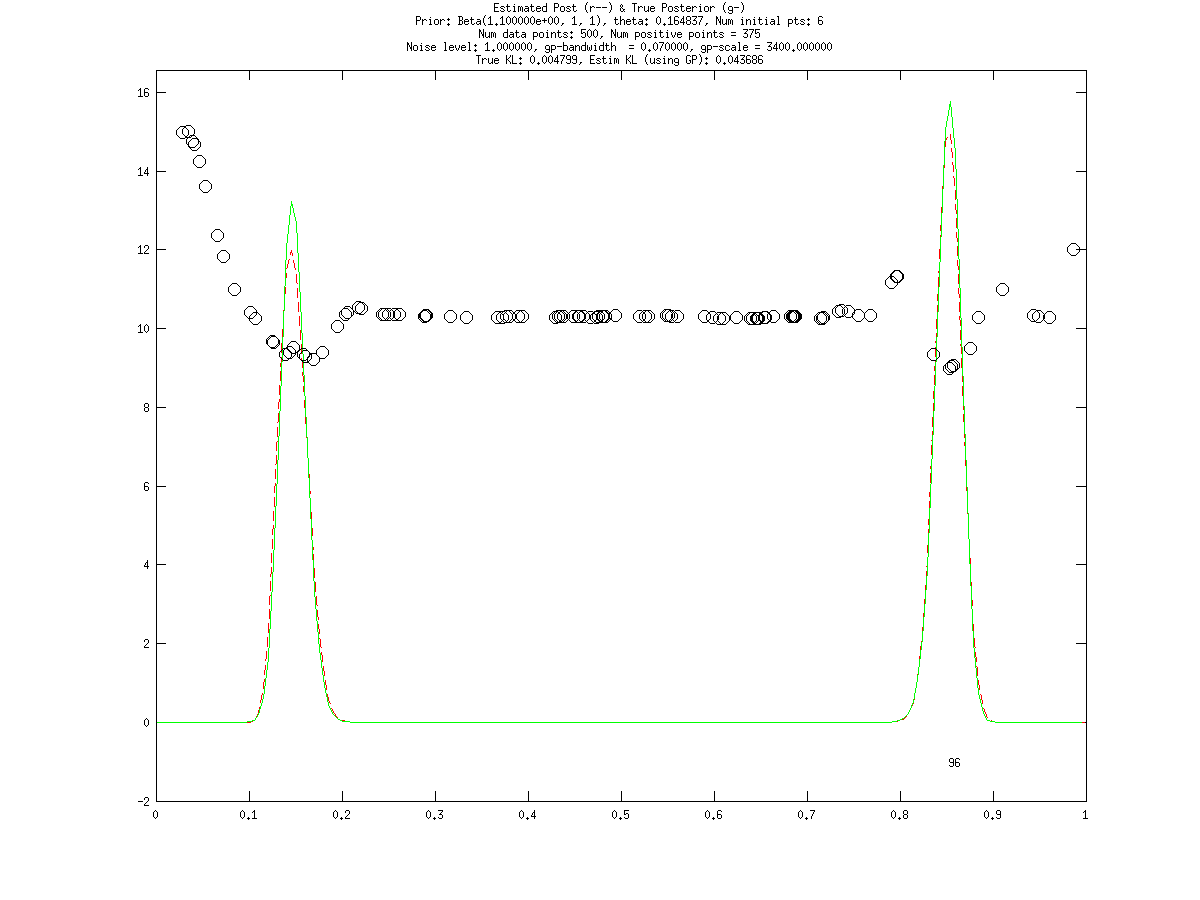 Estimated Post (r--) & True Posterior (g-)
Prior: Beta(1.100000e+00, 1, 1), theta: 0.164837, Num initial pts: 6
Num data points: 500, Num positive points = 375
Noise level: 1.000000, gp-bandwidth  = 0.070000, gp-scale = 3400.000000
True KL: 0.004799, Estim KL (using GP): 0.043686
16
14
12
10
8
6
4
2
0
96
-2
0 0.1 0.2 0.3 0.4 0.5 0.6 0.7 0.8 0.9 1